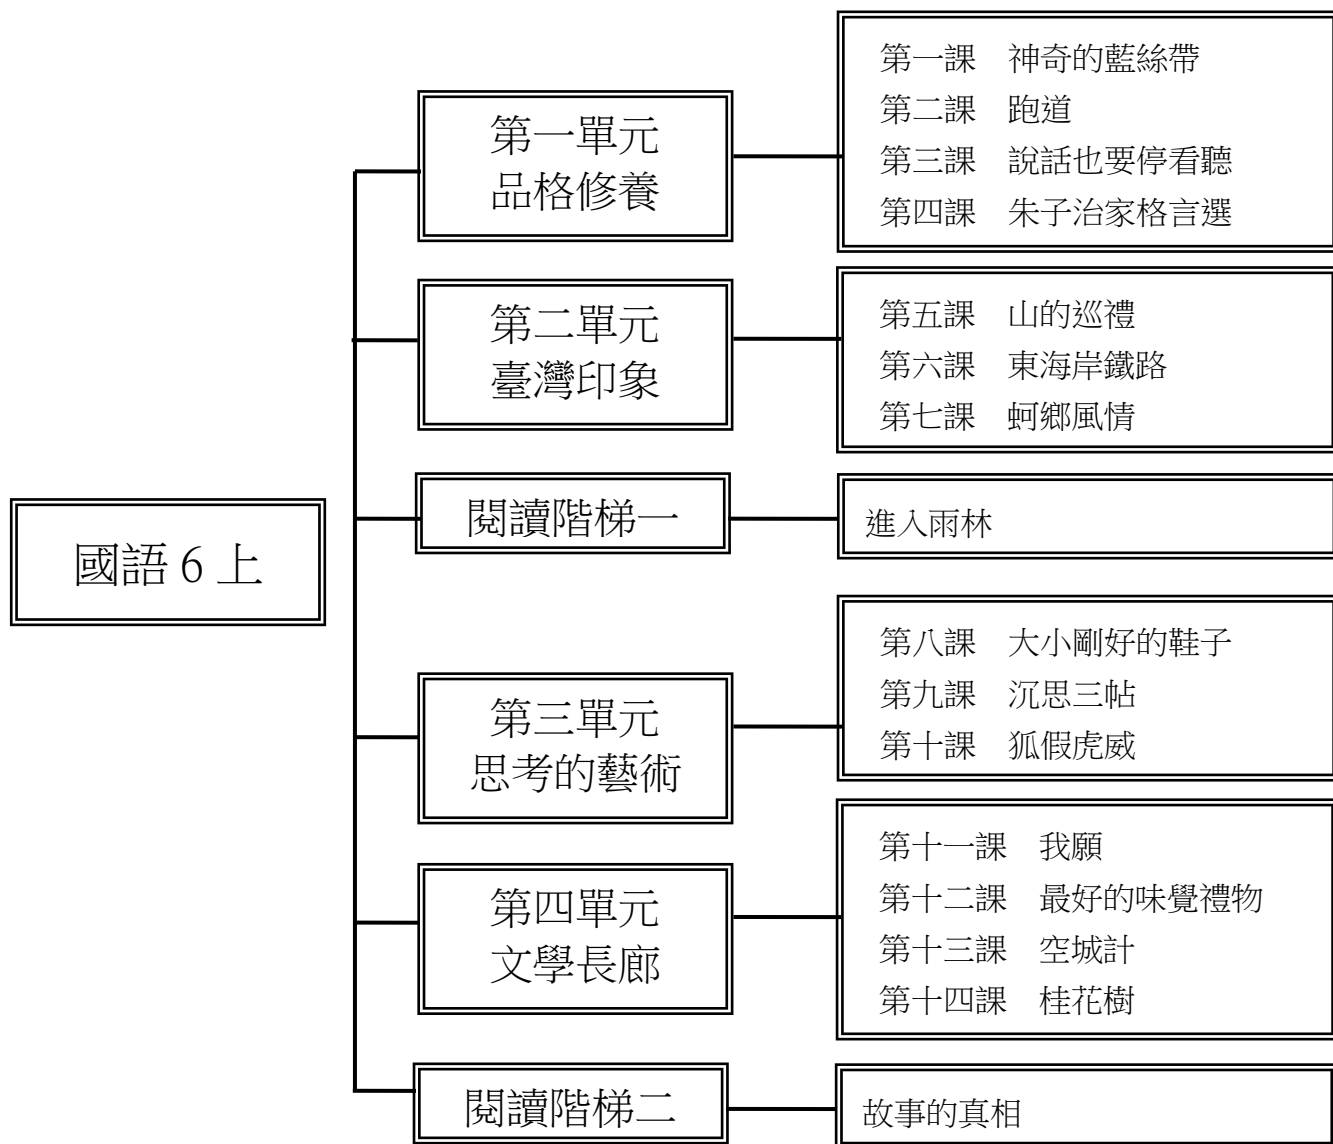 國語 6 上
第一單元
品格修養
第一課　神奇的藍絲帶
第二課　跑道
第三課　說話也要停看聽
第四課　朱子治家格言選
第二單元
臺灣印象
第五課　山的巡禮
第六課　東海岸鐵路
第七課　蚵鄉風情
閱讀階梯一
進入雨林
第三單元
思考的藝術
第八課　大小剛好的鞋子
第九課　沉思三帖
第十課　狐假虎威
第四單元
文學長廊
第十一課　我願
第十二課　最好的味覺禮物
第十三課　空城計
第十四課　桂花樹
閱讀階梯二
故事的真相